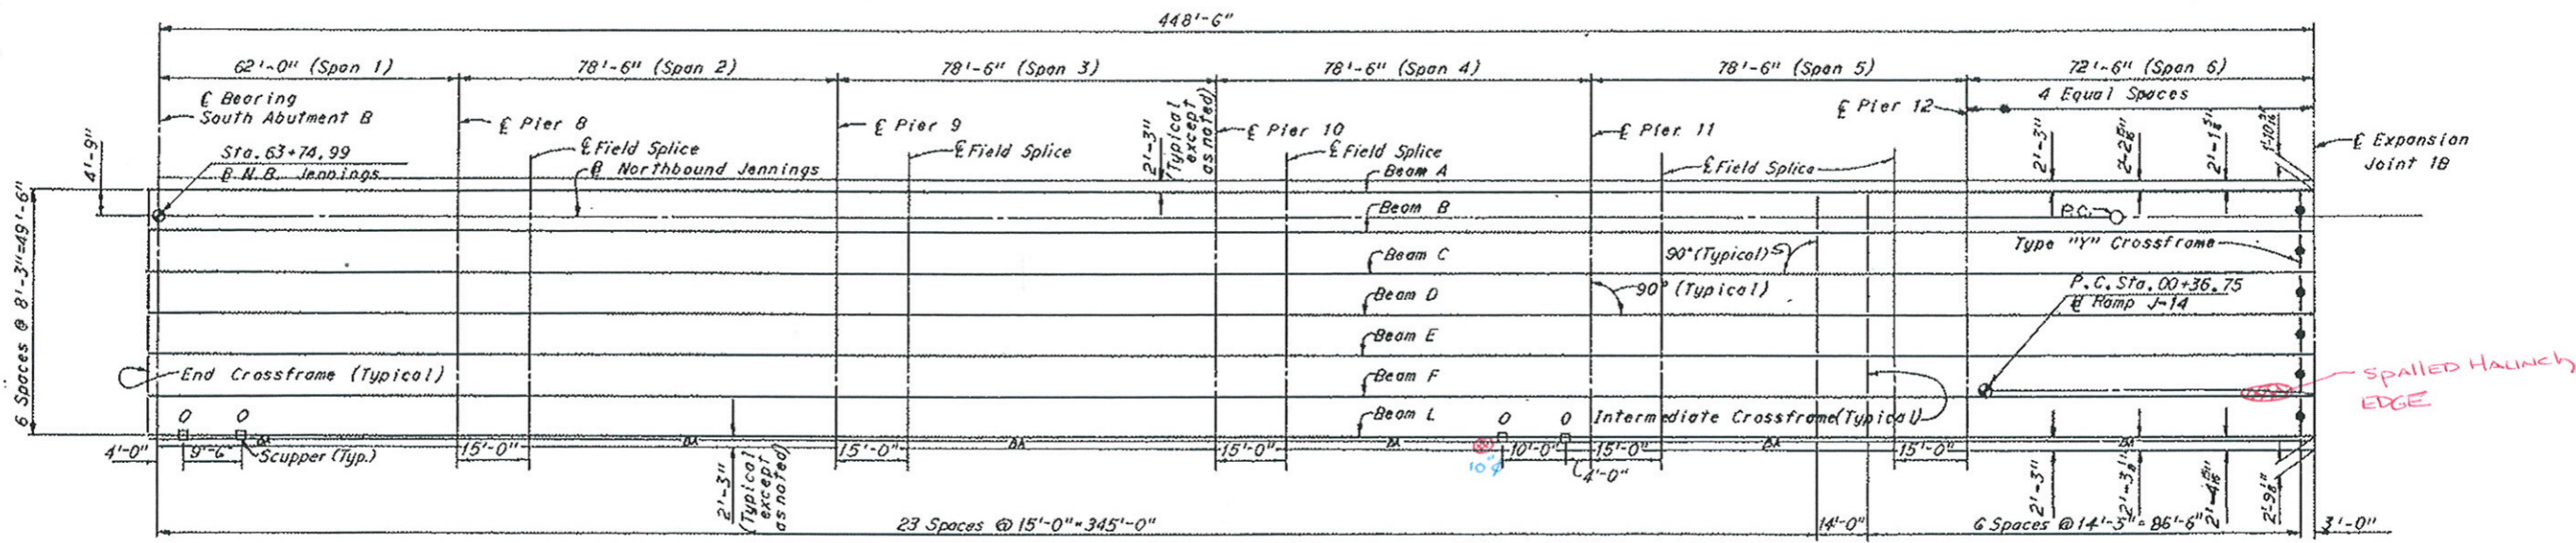 448'-6"
62'-0" (Span 1)
78'-6" (Span 2)
78'-6" (Span 3)
78'-6" (Span 4)
78'-6" (Span 5)
72'-6" (Span 6)
4 Equal Spaces
℄ Bearing
South Abutment B
℄ Pier 8
℄ Pier 9
℄ Pier 10
℄ Pier 11
℄ Pier 12
℄ Expansion
Joint 1B
Sta. 63+74.99
N.B. Jennings
℄ Field Splice
Northbound Jennings
℄ Field Splice
2'-3"
(Typical
except
as noted)
℄ Field Splice
℄ Field Splice
2'-3"
4'-9"
6 Spaces @ 8'-3"=49'-6"
Beam A
Beam B
Beam C
Beam D
Beam E
Beam F
Beam L
P.C.
90° (Typical)
90° (Typical)
Type "Y" Crossframe
P.C. Sta. 00+36.75
Ramp J-14
SPALLED HAUNCH
EDGE
End Crossframe (Typical)
Intermediate Crossframe (Typical)
4'-0"
9'-6"
Scupper (Typ.)
15'-0"
15'-0"
15'-0"
10"
10'-0"
4'-0"
15'-0"
15'-0"
2'-3"
(Typical
except
as noted)
2'-3"
23 Spaces @ 15'-0"=345'-0"
14'-0"
6 Spaces @ 14'-5"=86'-6"
3'-0"